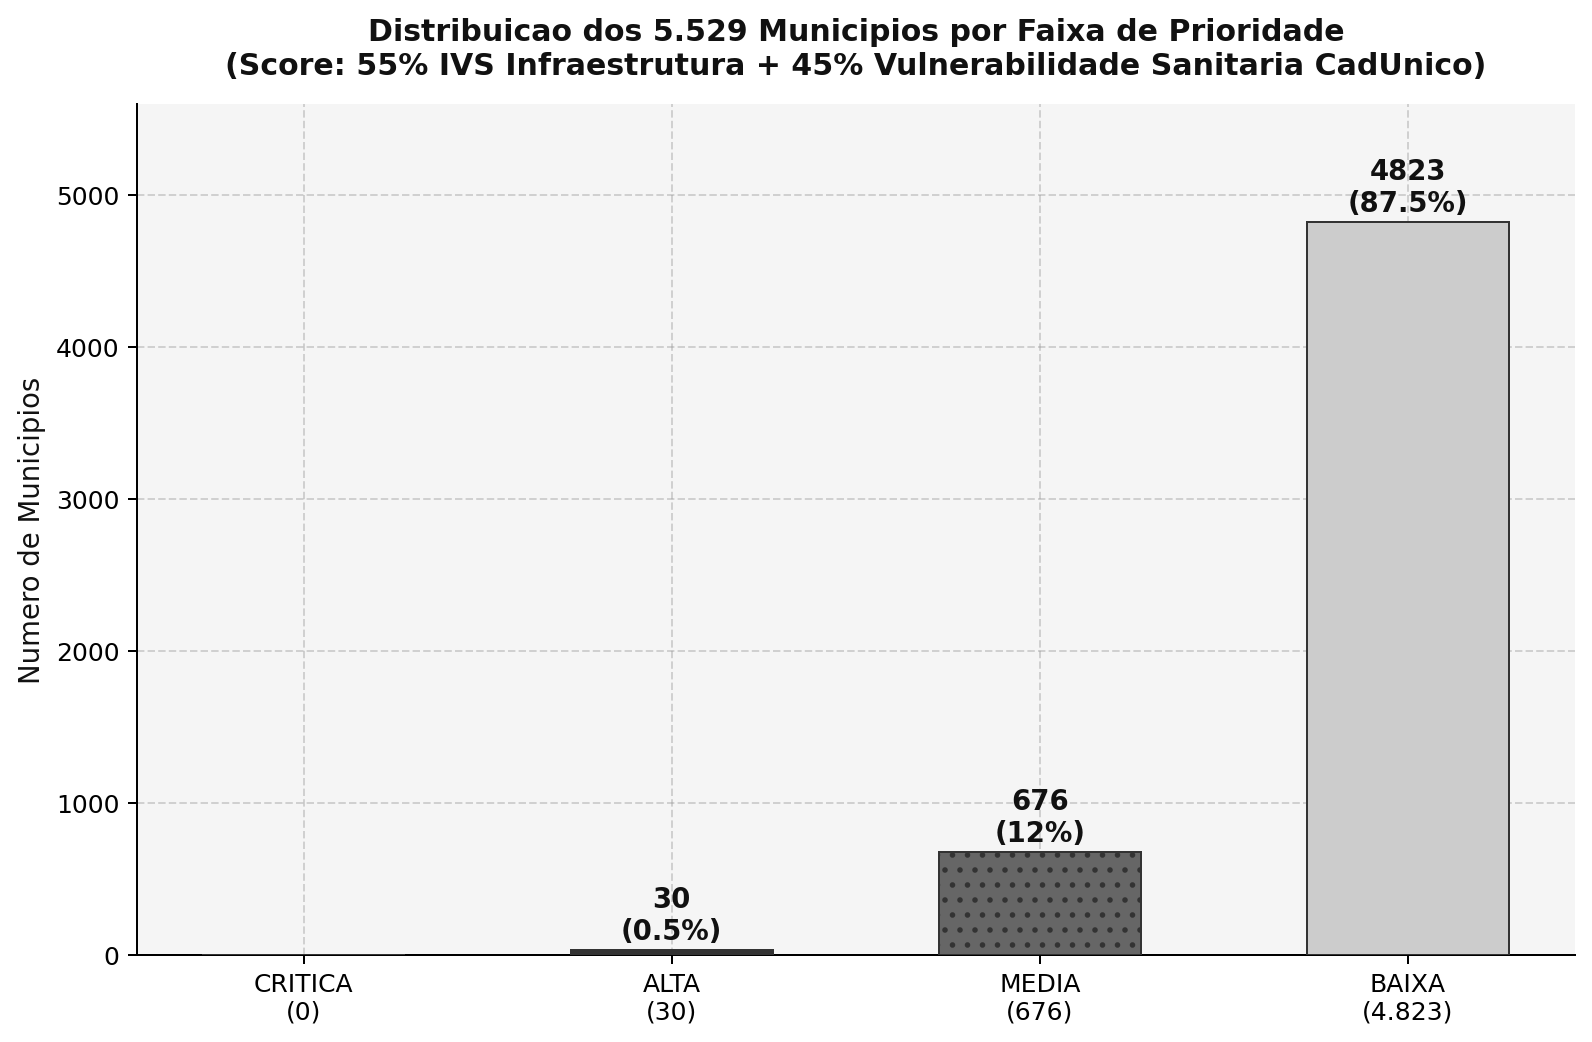 Distribuicao dos 5.529 Municipios por Faixa de Prioridade
(Score: 55% IVS Infraestrutura + 45% Vulnerabilidade Sanitaria CadUnico)
Numero de Municipios
5000
4000
3000
2000
1000
0
4823
(87.5%)
676
(12%)
30
(0.5%)
CRITICA
(0)
ALTA
(30)
MEDIA
(676)
BAIXA
(4.823)